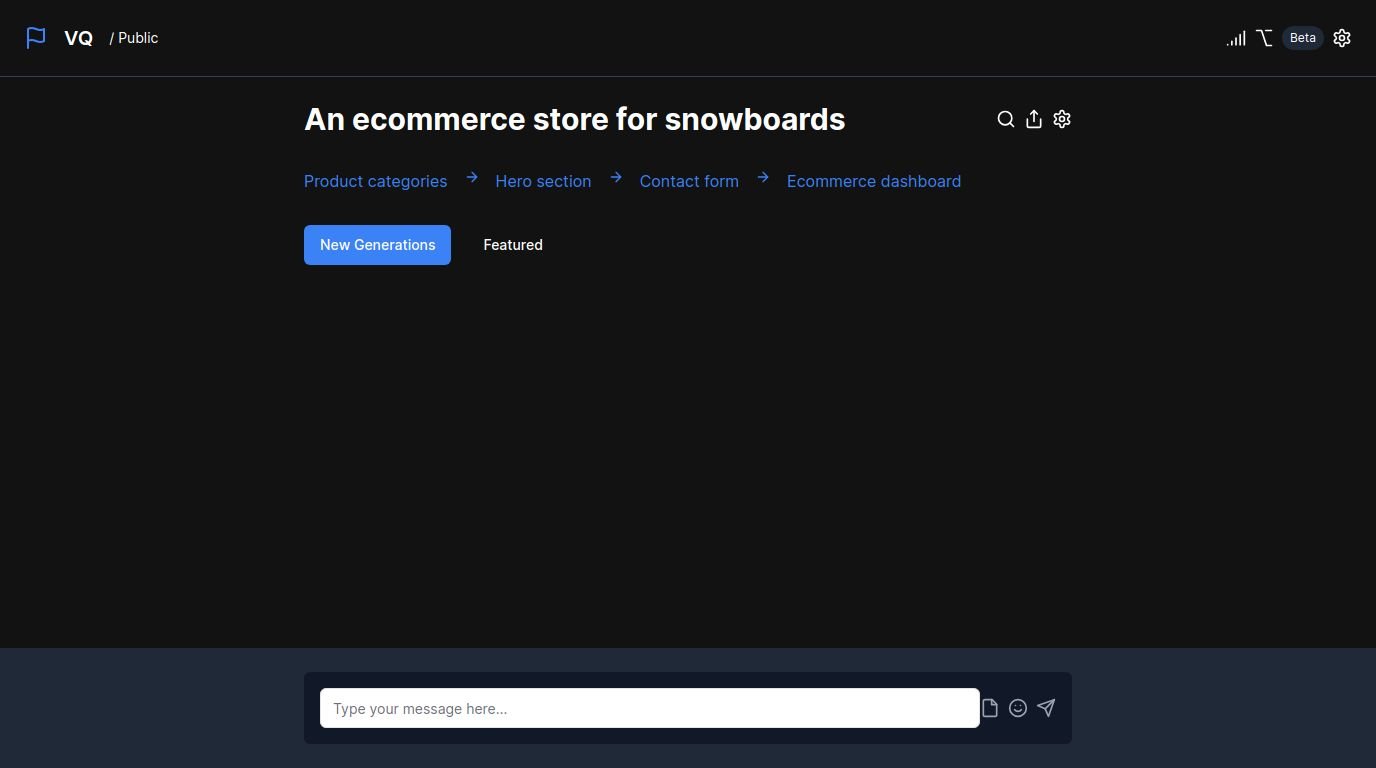 VQ / Public Beta
An ecommerce store for snowboards
Product categories Hero section Contact form Ecommerce dashboard
New Generations Featured
Type your message here...